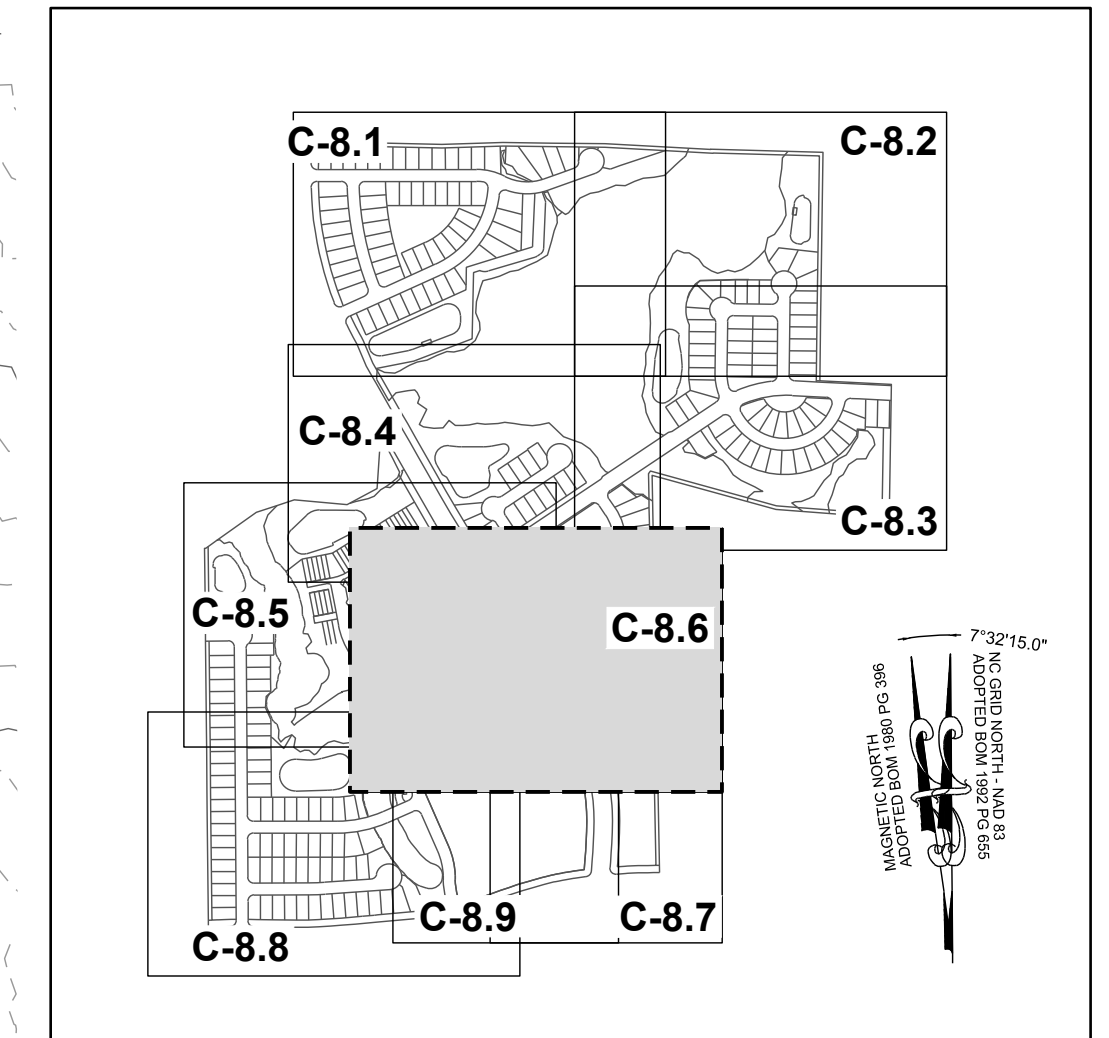 C-8.1
C-8.2
C-8.4
C-8.3
C-8.5
C-8.6
7°32'15.0"
MAGNETIC NORTH
ADOPTED BOM 1980 PG 396
NC GRID NORTH - NAD 83
ADOPTED BOM 1992 PG 655
C-8.9
C-8.7
C-8.8